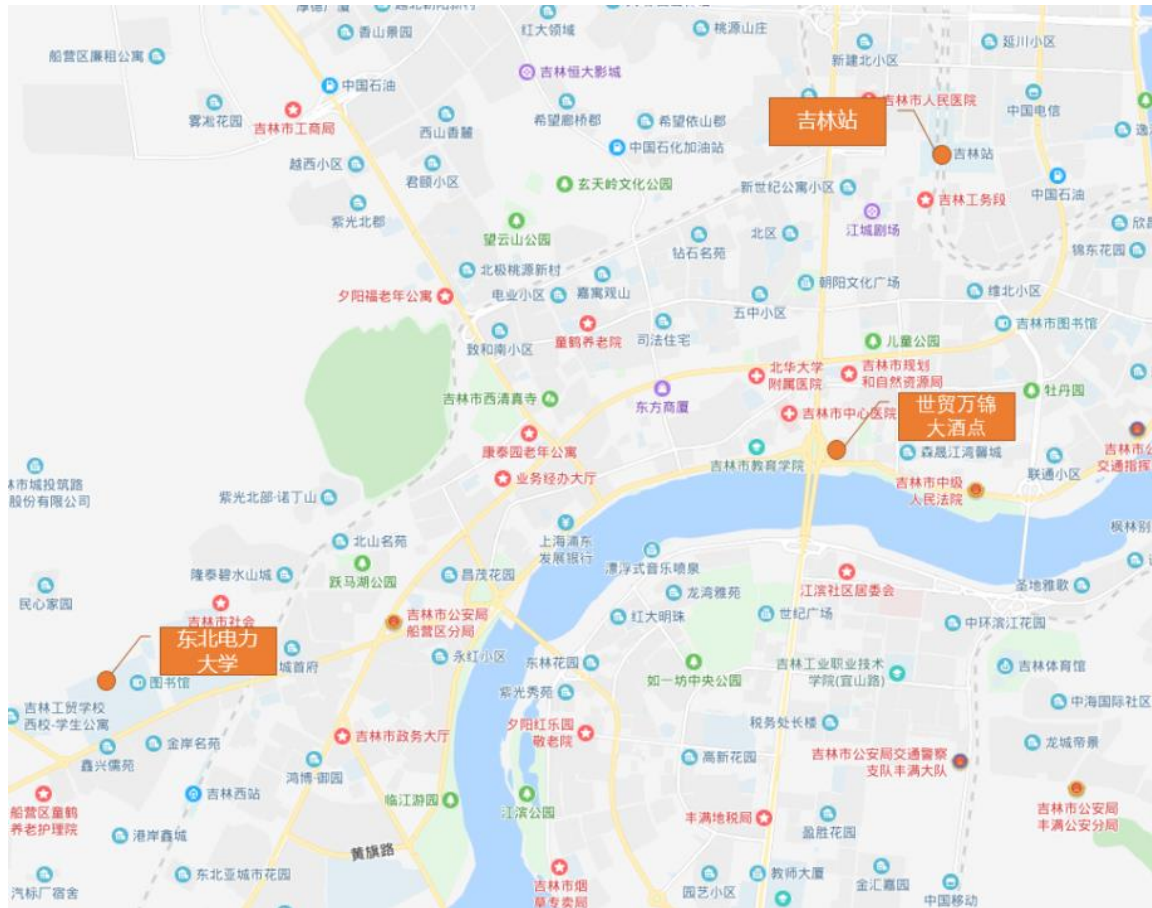 香山景园
红大领域
桃源山庄
延川小区
船营区廉租公寓
新建北小区
中国石油
吉林恒大影城
雾凇花园
吉林市工商局
西山香麓
希望廊桥郡
希望依山郡
吉林站
吉林市人民医院
中国电信
越西小区
君颐小区
中国石化加油站
吉林站
玄天岭文化公园
新世纪公寓小区
中国石油
紫光北郡
吉林工务段
望云山公园
钻石名苑
北区
江城剧场
锦东花园
北极桃源新村
朝阳文化广场
夕阳福老年公寓
电业小区
嘉寓观山
五中小区
维北小区
致和南小区
童鹤养老院
司法住宅
吉林市图书馆
儿童公园
北华大学
附属医院
吉林市规划
和自然资源局
吉林市西清真寺
东方商厦
牡丹园
吉林市中心医院
世贸万锦
大酒点
康泰园老年公寓
吉林市教育学院
森晟江湾馨城
吉林市公
交通指挥
林市城投筑路
股份有限公司
业务经办大厅
联通小区
紫光北部·诺丁山
吉林市中级
人民法院
上海浦东
发展银行
枫林别
北山名苑
漂浮式音乐喷泉
隆泰碧水山城
跃马湖公园
昌茂花园
龙湾雅苑
江滨社区居委会
圣地雅歌
民心家园
吉林市社会
吉林市公安局
船营区分局
红大明珠
世纪广场
中环滨江花园
东北电力
大学
城首府
永红小区
东林花园
如一坊中央公园
吉林工业职业技术
学院(宜山路)
吉林体育馆
图书馆
紫光秀苑
吉林工贸学校
西校-学生公寓
金岸名苑
吉林市政务大厅
夕阳红乐园
敬老院
税务处长楼
中海国际社区
鑫兴儒苑
鸿博·御园
高新花园
吉林市公安局交通警察
支队丰满大队
龙城帝景
吉林西站
临江游园
江滨公园
丰满地税局
吉林市公安局
丰满公安分局
船营区童鹤
养老护理院
港岸鑫城
盈胜花园
黄旗路
汽标厂宿舍
东北亚城市花园
吉林市烟
草专卖局
园艺小区
教师大厦
金汇嘉园
中国移动